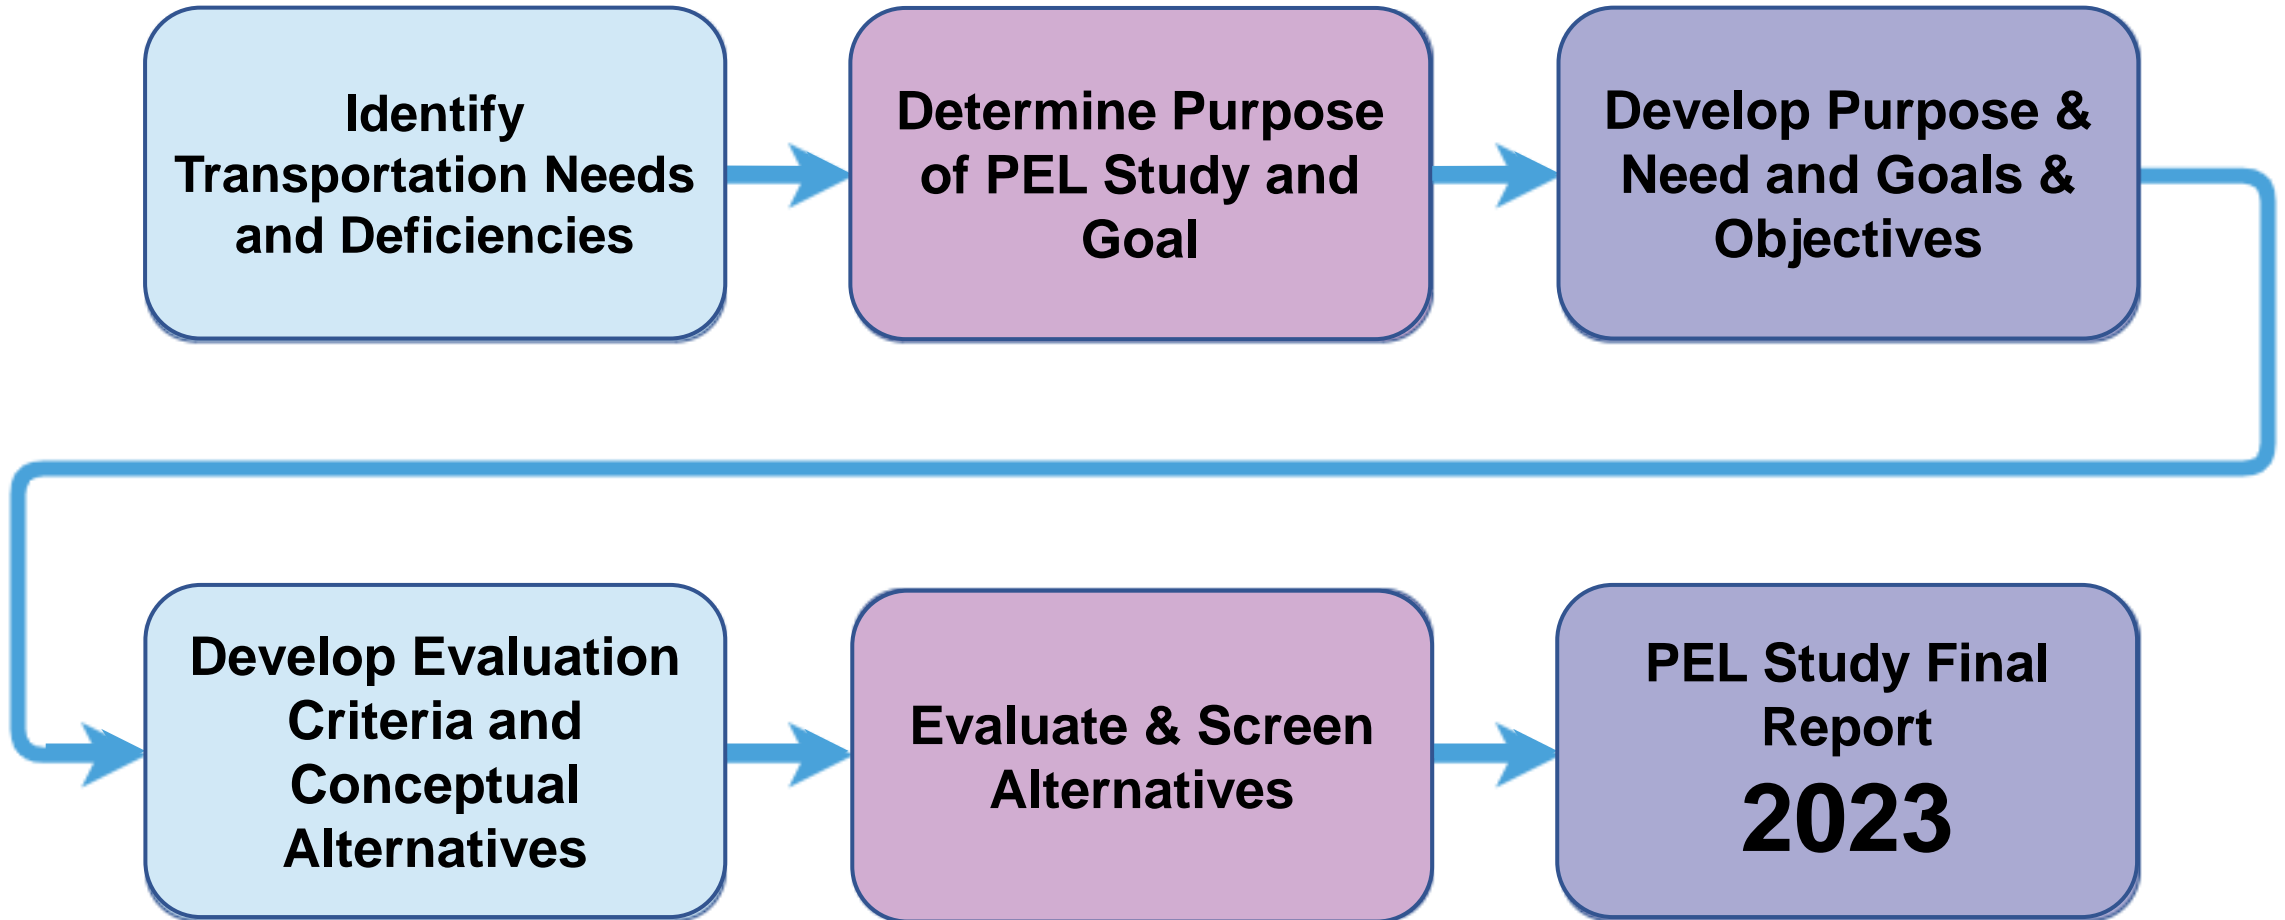 Identify
Transportation Needs
and Deficiencies
Determine Purpose
of PEL Study and
Goal
Develop Purpose &
Need and Goals &
Objectives
Develop Evaluation
Criteria and
Conceptual
Alternatives
Evaluate & Screen
Alternatives
PEL Study Final
Report
2023